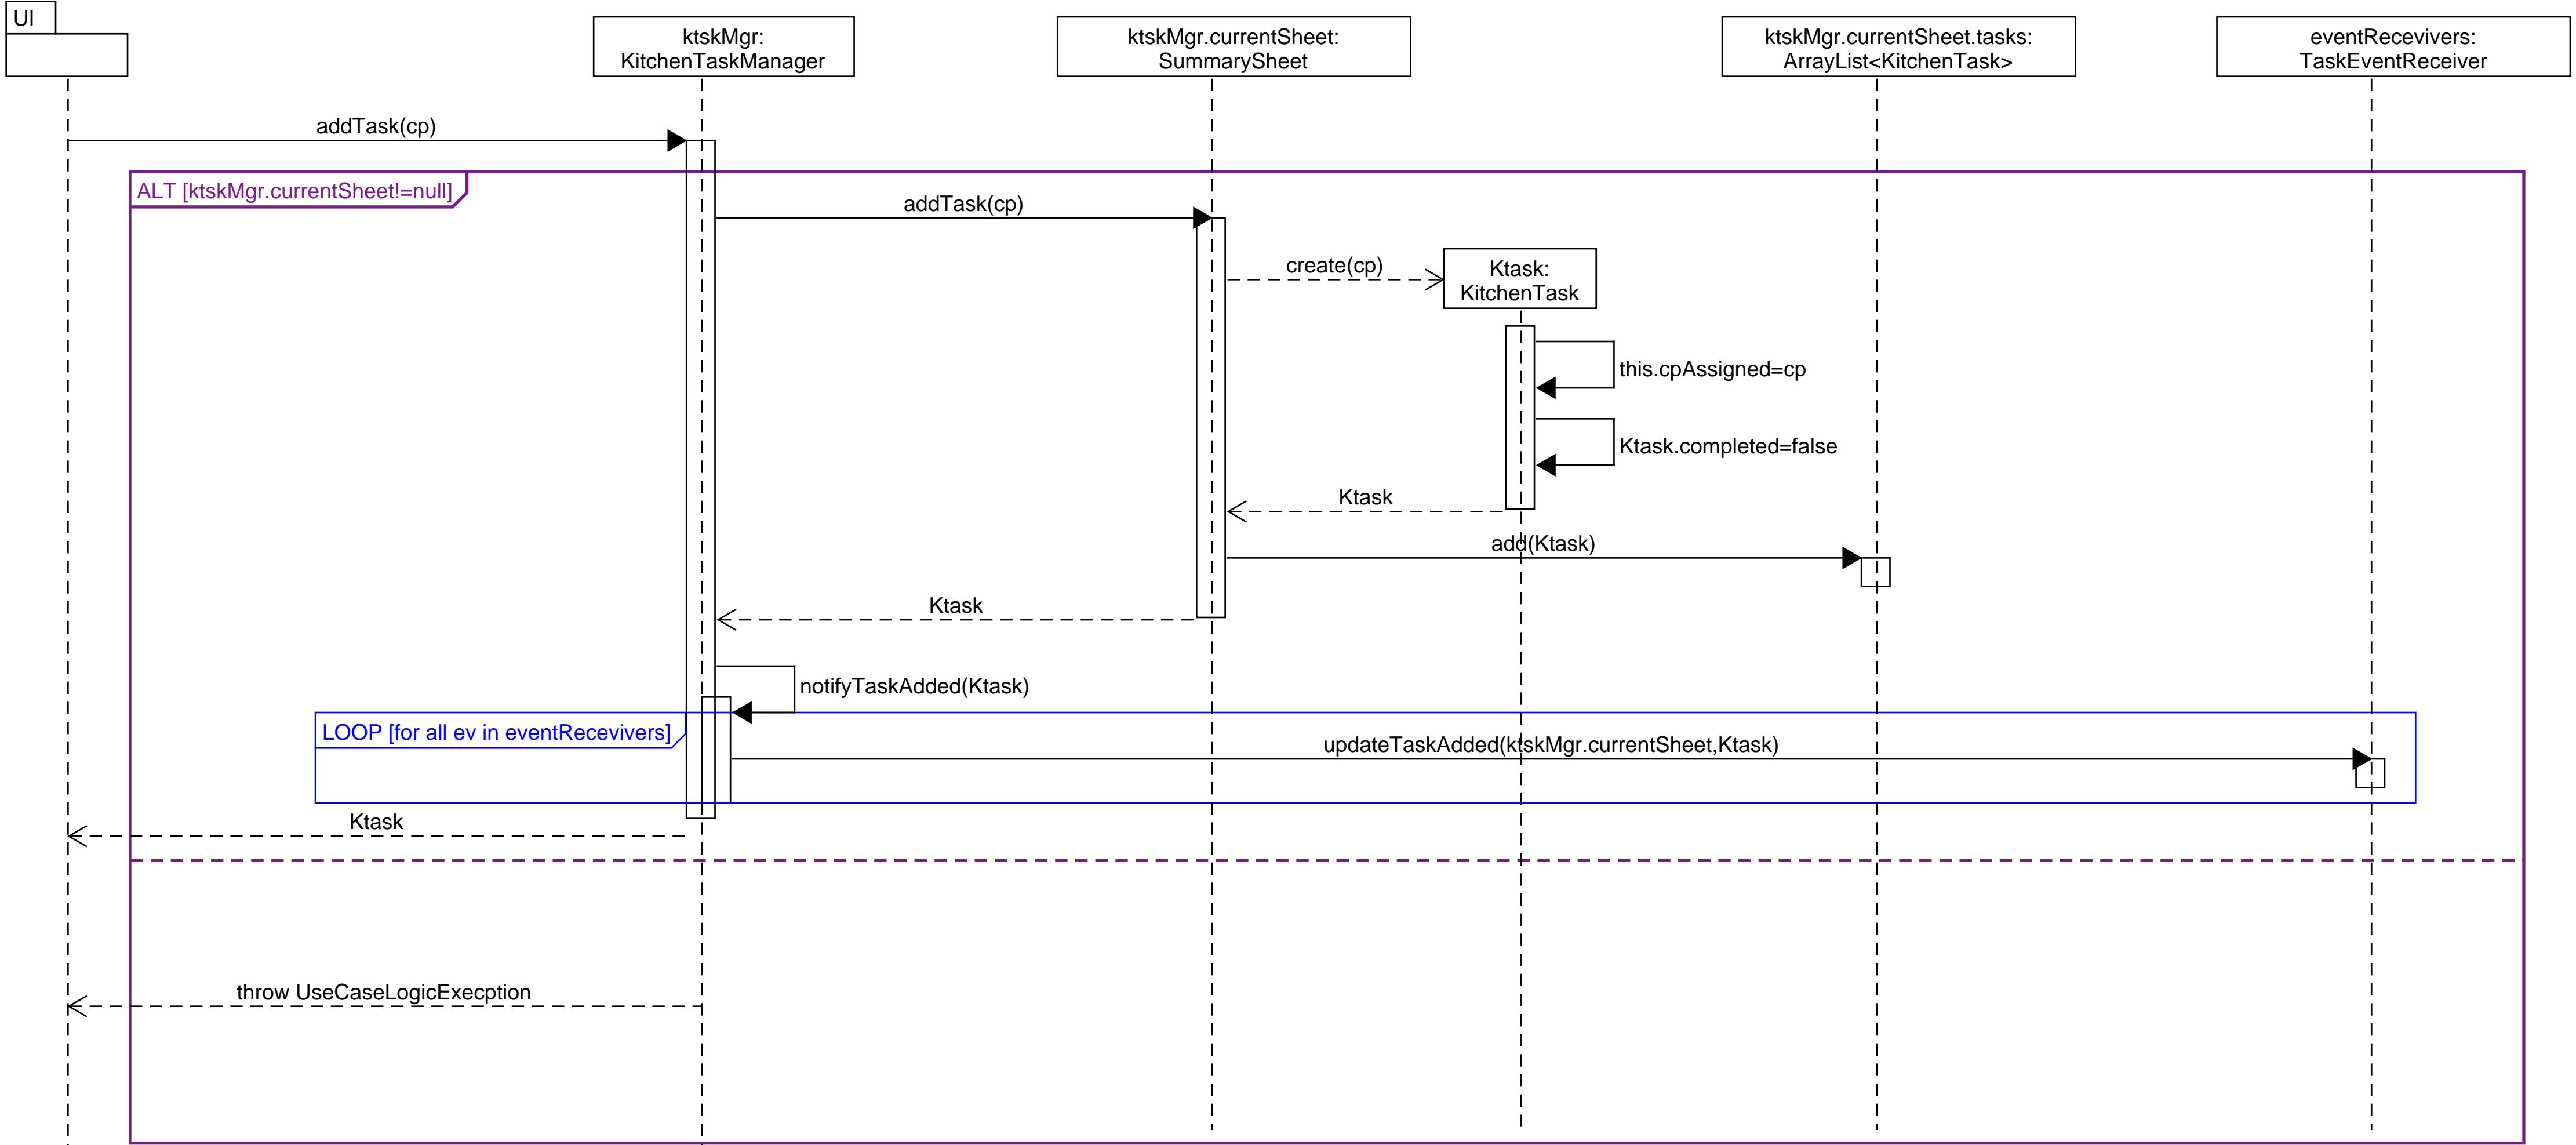 UI
ktskMgr:
KitchenTaskManager
ktskMgr.currentSheet:
SummarySheet
ktskMgr.currentSheet.tasks:
ArrayList<KitchenTask>
eventRecevivers:
TaskEventReceiver
addTask(cp)
ALT [ktskMgr.currentSheet!=null]
addTask(cp)
create(cp)
Ktask:
KitchenTask
this.cpAssigned=cp
Ktask.completed=false
Ktask
add(Ktask)
Ktask
notifyTaskAdded(Ktask)
LOOP [for all ev in eventRecevivers]
updateTaskAdded(ktskMgr.currentSheet,Ktask)
Ktask
throw UseCaseLogicExecption